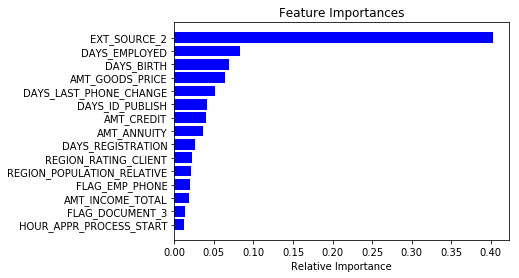 Feature Importances
EXT_SOURCE_2
DAYS_EMPLOYED
DAYS_BIRTH
AMT_GOODS_PRICE
DAYS_LAST_PHONE_CHANGE
DAYS_ID_PUBLISH
AMT_CREDIT
AMT_ANNUITY
DAYS_REGISTRATION
REGION_RATING_CLIENT
REGION_POPULATION_RELATIVE
FLAG_EMP_PHONE
AMT_INCOME_TOTAL
FLAG_DOCUMENT_3
HOUR_APPR_PROCESS_START
0.00 0.05 0.10 0.15 0.20 0.25 0.30 0.35 0.40
Relative Importance